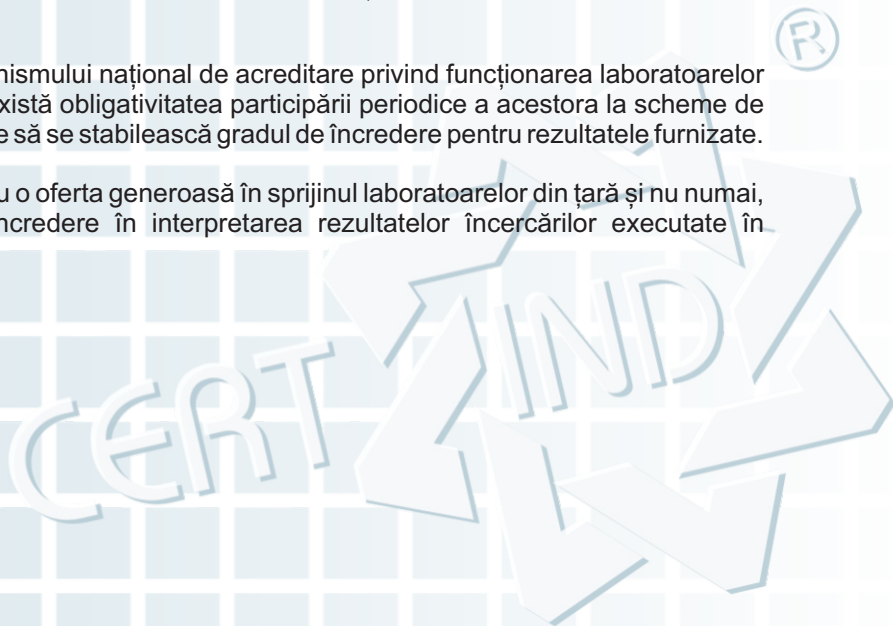 nismului național de acreditare privind funcționarea laboratoarelor
xistă obligativitatea participării periodice a acestora la scheme de
e să se stabilească gradul de încredere pentru rezultatele furnizate.
u o oferta generoasă în sprijinul laboratoarelor din țară și nu numai,
ncredere în interpretarea rezultatelor încercărilor executate în
CERT IND ®